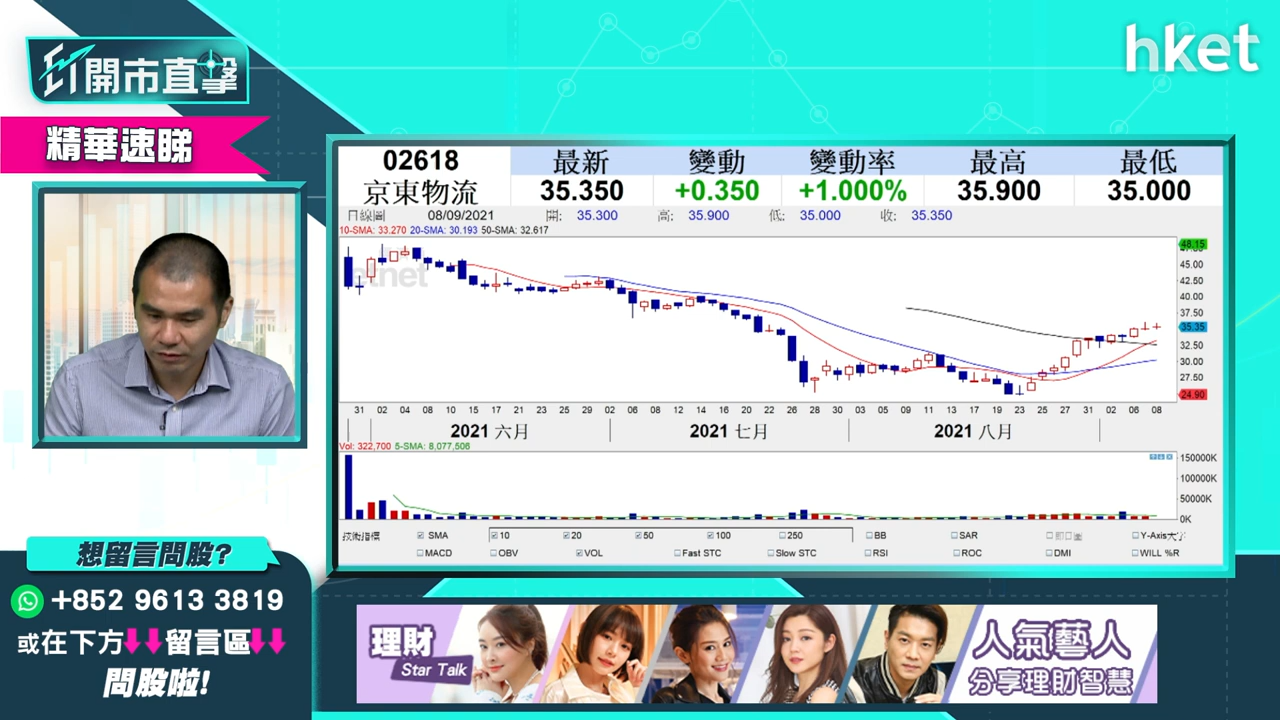 ET開市直擊
hket
精華速睇
02618
京東物流
最新 變動 變動率 最高 最低
35.350 +0.350 +1.000% 35.900 35.000
日線圖 08/09/2021 開: 35.300 高: 35.900 低: 35.000 收: 35.350
10-SMA: 33.270 20-SMA: 30.193 50-SMA: 32.617
48.15
45.00
42.50
40.00
37.50
35.35
32.50
30.00
27.50
24.90
31 02 04 08 10 15 17 21 23 25 29 02 06 08 12 14 16 20 22 26 28 30 03 05 09 11 13 17 19 23 25 27 31 02 06 08
2021 六月 2021 七月 2021 八月
Vol: 322,700 5-SMA: 8,077,506
150000K
100000K
50000K
0K
技術指標 SMA 10 20 50 100 250 BB SAR Y-Axis大字
MACD OBV VOL Fast STC Slow STC RSI ROC DMI WILL %R
想留言問股?
+852 9613 3819
或在下方留言區
問股啦!
理財
Star Talk
人氣藝人
分享理財智慧